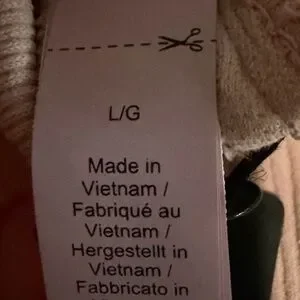 L/G
Made in
Vietnam /
Fabriqué au
Vietnam /
Hergestellt in
Vietnam /
Fabbricato in